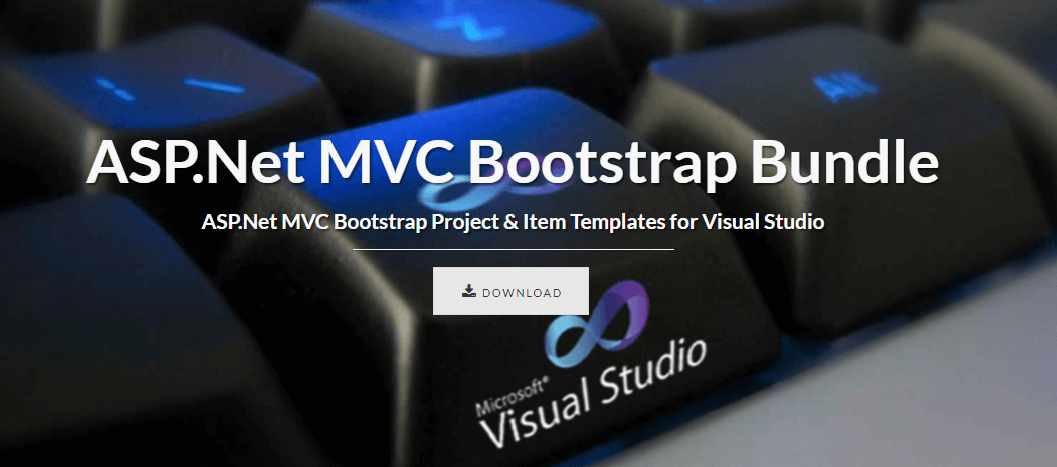 ASP.Net MVC Bootstrap Bundle
ASP.Net MVC Bootstrap Project & Item Templates for Visual Studio
DOWNLOAD
Microsoft®
Visual Studio